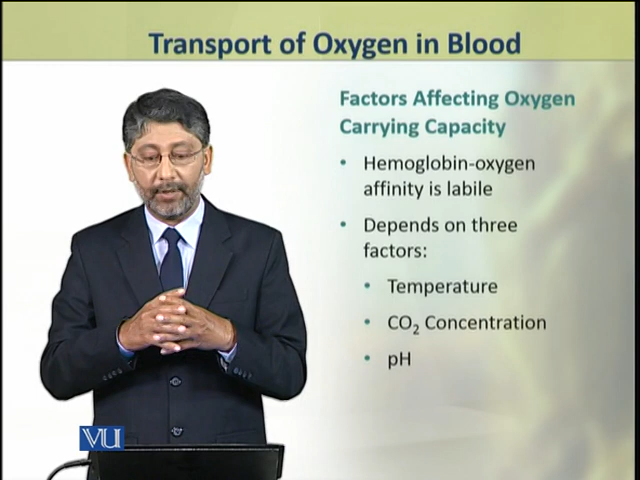 Transport of Oxygen in Blood
Factors Affecting Oxygen
Carrying Capacity
• Hemoglobin-oxygen
affinity is labile
• Depends on three
factors:
• Temperature
• CO₂ Concentration
• pH
VU